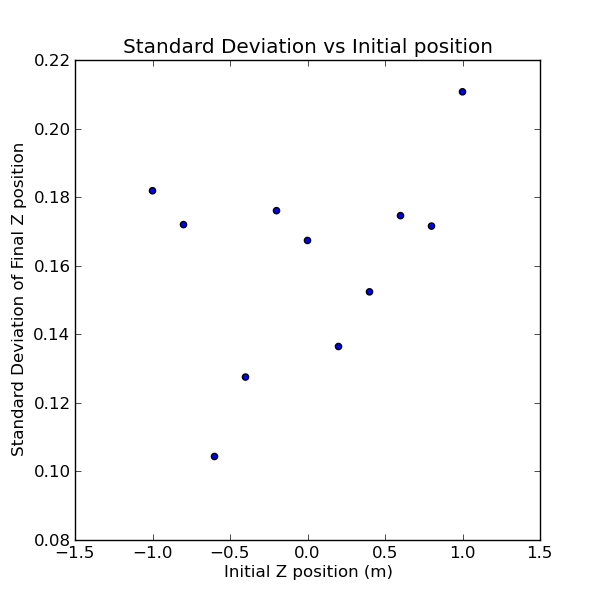 Standard Deviation vs Initial position
0.22
0.20
0.18
0.16
0.14
0.12
0.10
0.08
Standard Deviation of Final Z position
−1.5 −1.0 −0.5 0.0 0.5 1.0 1.5
Initial Z position (m)